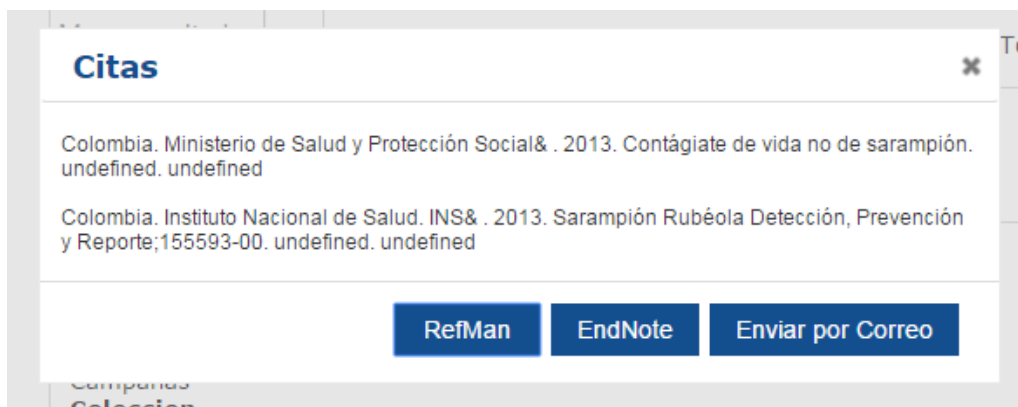 Citas
Colombia. Ministerio de Salud y Protección Social& . 2013. Contágiate de vida no de sarampión.
undefined. undefined
Colombia. Instituto Nacional de Salud. INS& . 2013. Sarampión Rubéola Detección, Prevención
y Reporte;155593-00. undefined. undefined
RefMan
EndNote
Enviar por Correo